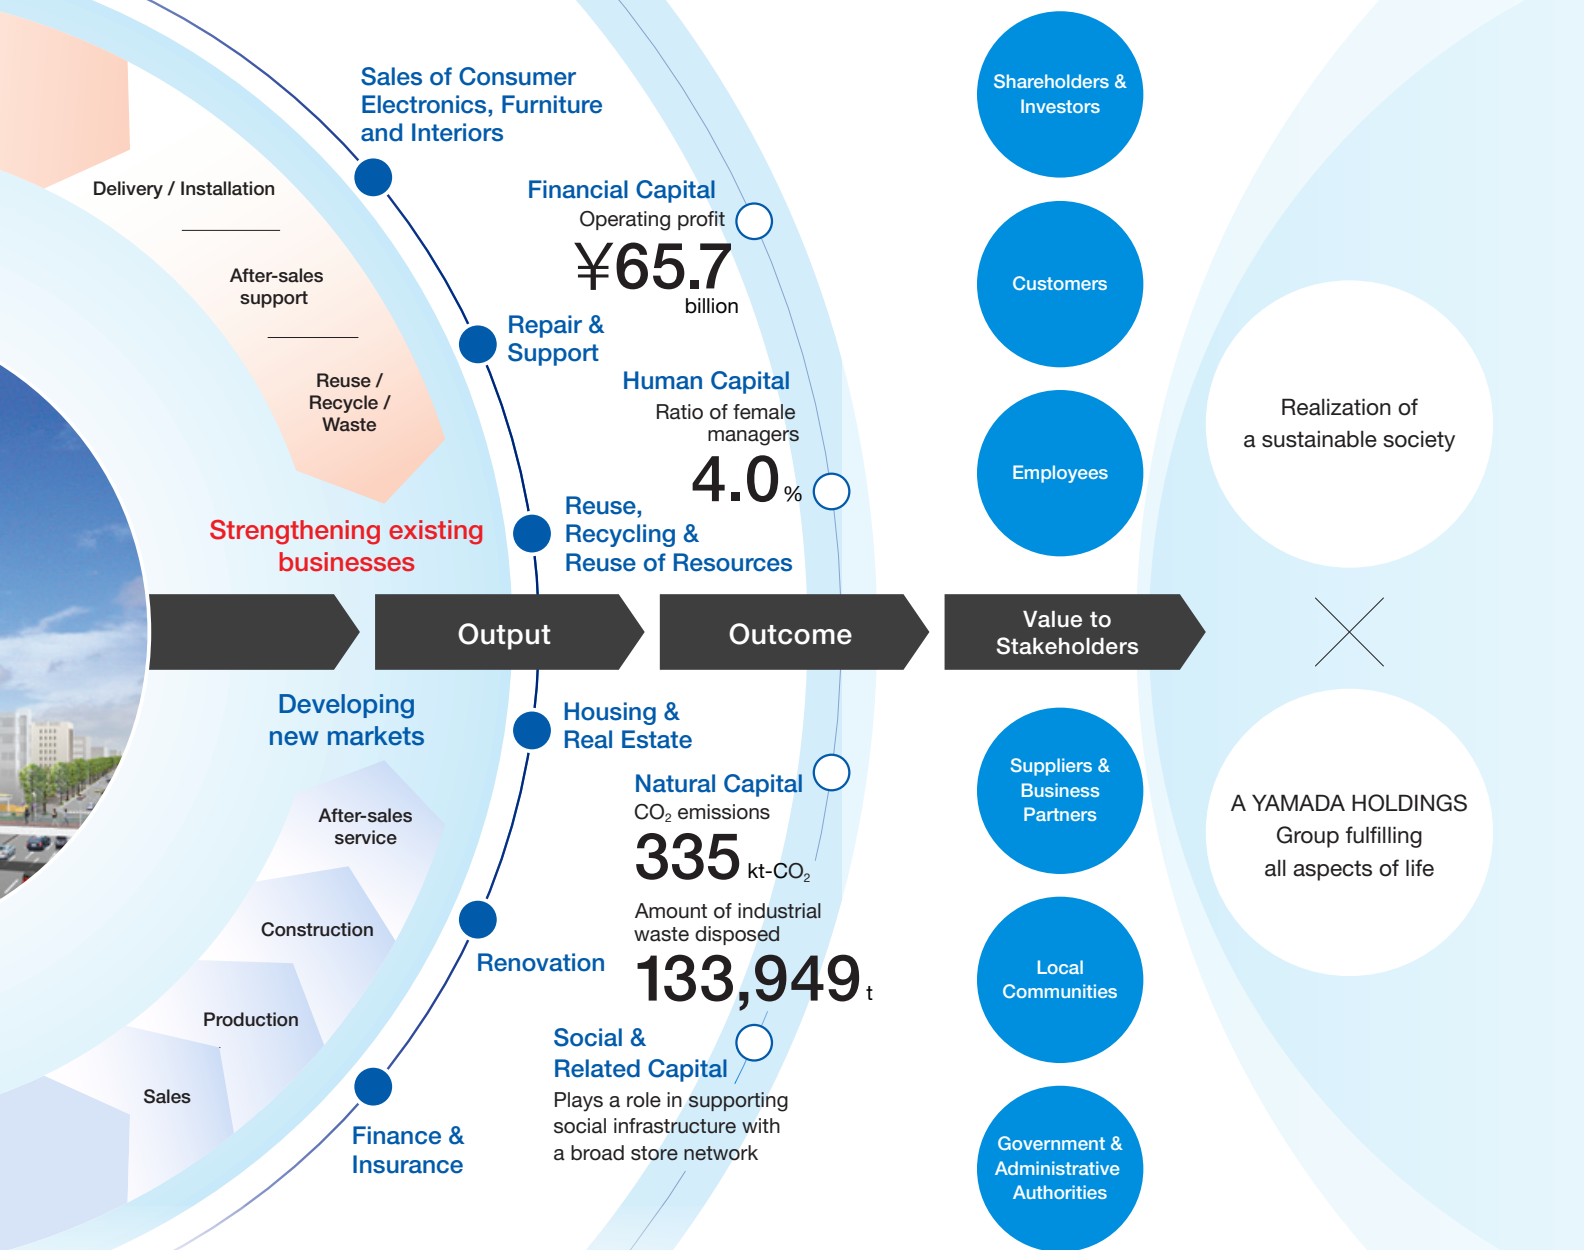 Delivery / Installation
After-sales
support
Reuse /
Recycle /
Waste
Strengthening existing
businesses
Developing
new markets
After-sales
service
Construction
Production
Sales
Sales of Consumer
Electronics, Furniture
and Interiors
Repair &
Support
Reuse,
Recycling &
Reuse of Resources
Output
Housing &
Real Estate
Renovation
Finance &
Insurance
Financial Capital
Operating profit
¥65.7
billion
Human Capital
Ratio of female
managers
4.0 %
Outcome
Natural Capital
CO₂ emissions
335 kt-CO₂
Amount of industrial
waste disposed
133,949 t
Social &
Related Capital
Plays a role in supporting
social infrastructure with
a broad store network
Shareholders &
Investors
Customers
Employees
Value to
Stakeholders
Suppliers &
Business
Partners
Local
Communities
Government &
Administrative
Authorities
Realization of
a sustainable society
A YAMADA HOLDINGS
Group fulfilling
all aspects of life